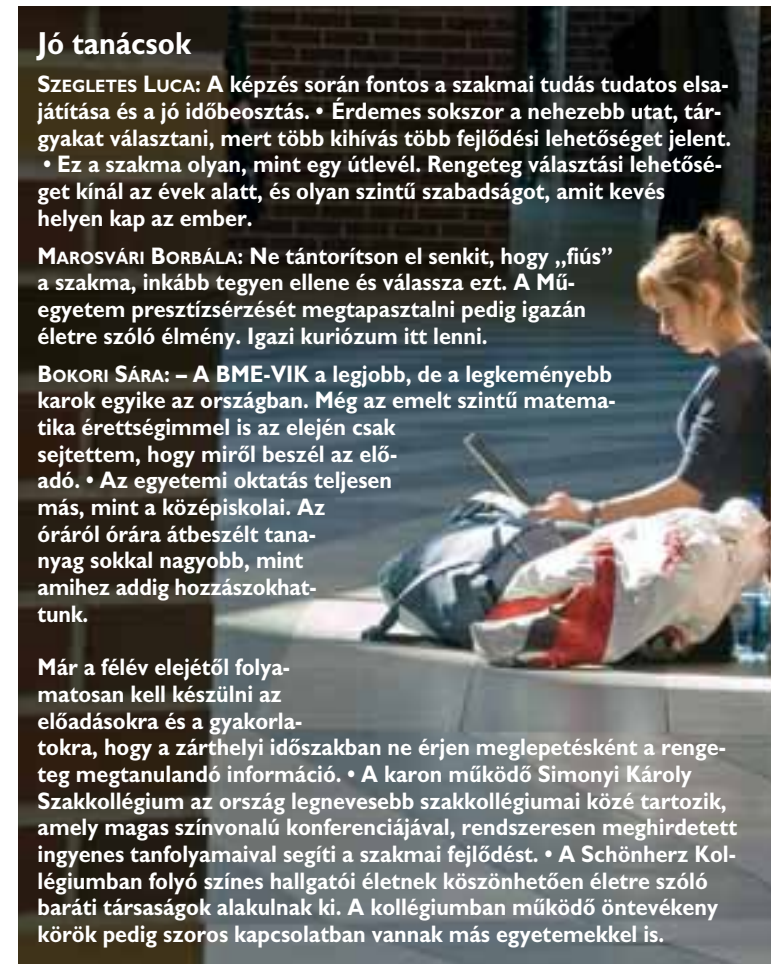 Jó tanácsok
SZEGLETES LUCA: A képzés során fontos a szakmai tudás tudatos elsa-
játítása és a jó időbeosztás. • Érdemes sokszor a nehezebb utat, tár-
gyakat választani, mert több kihívás több fejlődési lehetőséget jelent.
• Ez a szakma olyan, mint egy útlevél. Rengeteg választási lehetősé-
get kínál az évek alatt, és olyan szintű szabadságot, amit kevés
helyen kap az ember.
MAROSVÁRI BORBÁLA: Ne tántorítson el senkit, hogy „fiús”
a szakma, inkább tegyen ellene és válassza ezt. A Mű-
egyetem presztízsérzését megtapasztalni pedig igazán
életre szóló élmény. Igazi kuriózum itt lenni.
BOKORI SÁRA: – A BME-VIK a legjobb, de a legkeményebb
karok egyike az országban. Még az emelt szintű matema-
tika érettségimmel is az elején csak
sejtettem, hogy miről beszél az elő-
adó. • Az egyetemi oktatás teljesen
más, mint a középiskolai. Az
óráról órára átbeszélt tana-
nyag sokkal nagyobb, mint
amihez addig hozzászokhat-
tunk.
Már a félév elejétől folya-
matosan kell készülni az
előadásokra és a gyakorla-
tokra, hogy a zárthelyi időszakban ne érjen meglepetésként a renge-
teg megtanulandó információ. • A karon működő Simonyi Károly
Szakkollégium az ország legnevesebb szakkollégiumai közé tartozik,
amely magas színvonalú konferenciájával, rendszeresen meghirdetett
ingyenes tanfolyamaival segíti a szakmai fejlődést. • A Schönherz Kol-
légiumban folyó színes hallgatói életnek köszönhetően életre szóló
baráti társaságok alakulnak ki. A kollégiumban működő öntevékeny
körök pedig szoros kapcsolatban vannak más egyetemekkel is.